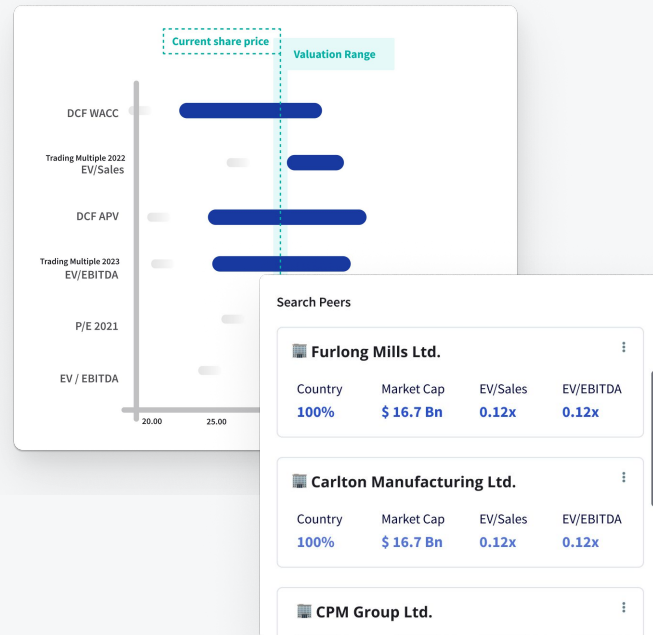 Current share price
Valuation Range
DCF WACC
Trading Multiple 2022
EV/Sales
DCF APV
Trading Multiple 2023
EV/EBITDA
P/E 2021
EV / EBITDA
20.00 25.00
Search Peers
Furlong Mills Ltd.
Country Market Cap EV/Sales EV/EBITDA
100% $ 16.7 Bn 0.12x 0.12x
Carlton Manufacturing Ltd.
Country Market Cap EV/Sales EV/EBITDA
100% $ 16.7 Bn 0.12x 0.12x
CPM Group Ltd.